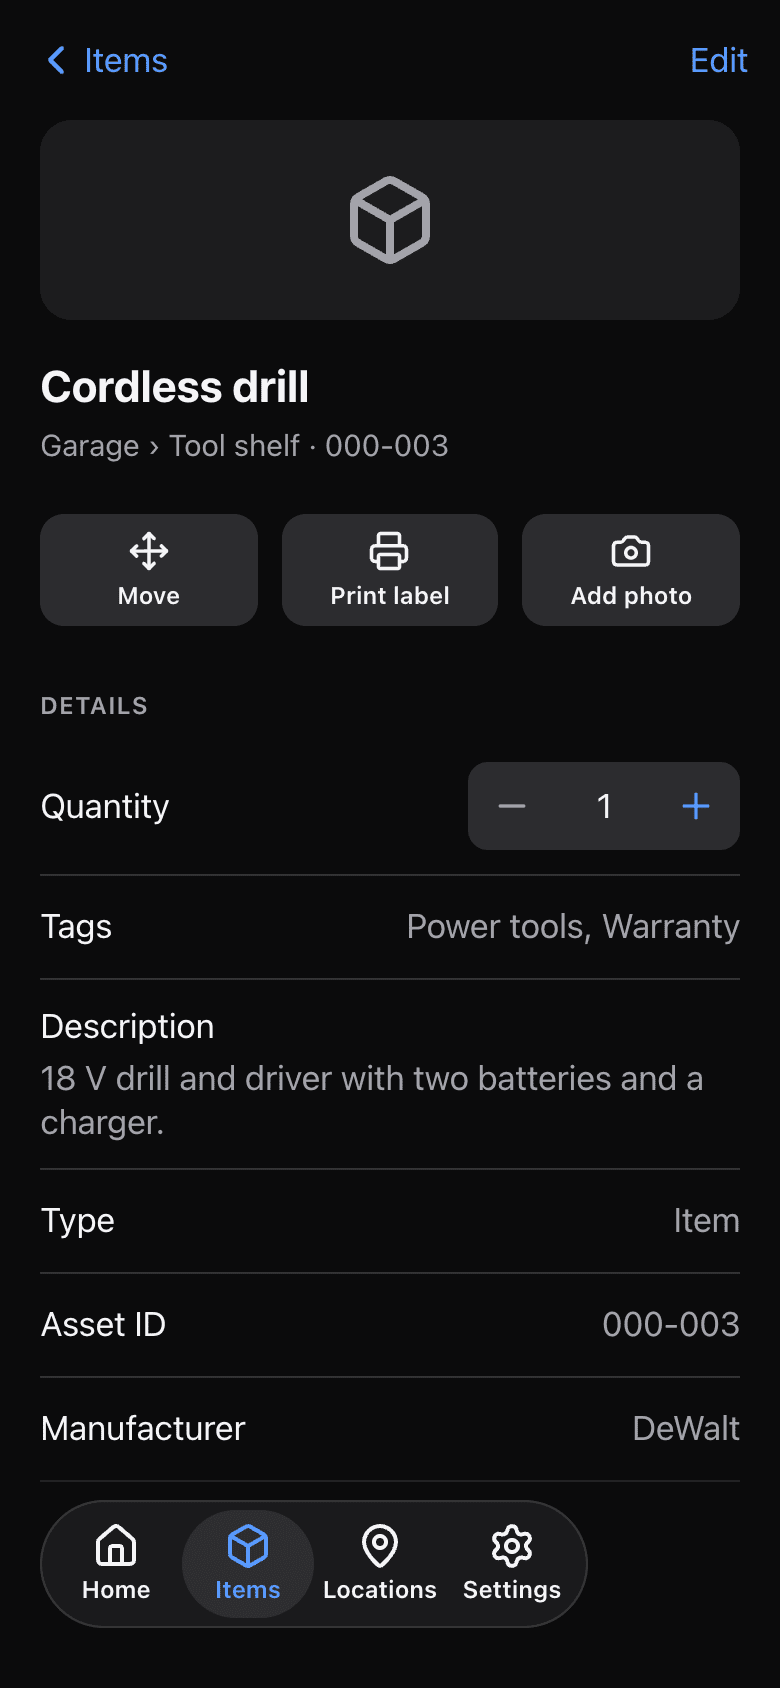 Items
Edit
Cordless drill
Garage › Tool shelf · 000-003
Move
Print label
Add photo
DETAILS
Quantity
1
Tags
Power tools, Warranty
Description
18 V drill and driver with two batteries and a
charger.
Type
Item
Asset ID
000-003
Manufacturer
DeWalt
Home
Items
Locations
Settings